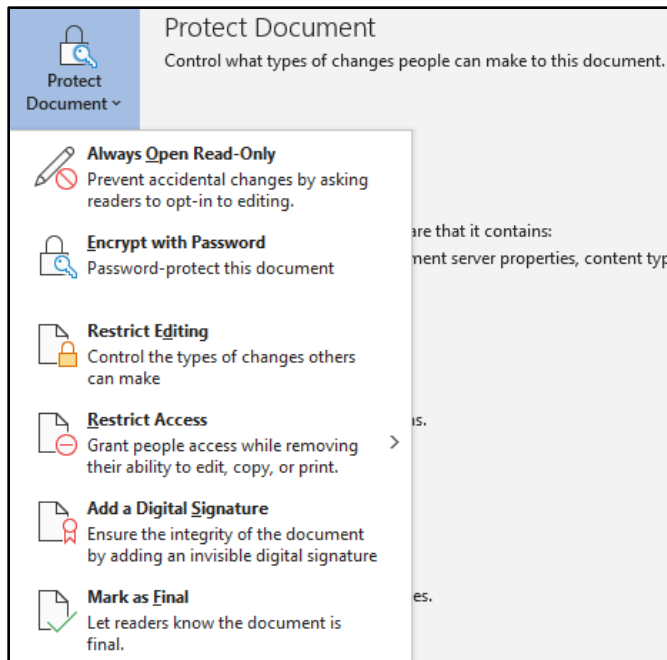 Protect Document
Control what types of changes people can make to this document.
Protect
Document
Always Open Read-Only
Prevent accidental changes by asking
readers to opt-in to editing.
Encrypt with Password
Password-protect this document
Restrict Editing
Control the types of changes others
can make
Restrict Access
Grant people access while removing
their ability to edit, copy, or print.
Add a Digital Signature
Ensure the integrity of the document
by adding an invisible digital signature
Mark as Final
Let readers know the document is
final.
are that it contains:
ment server properties, content typ
s.
es.